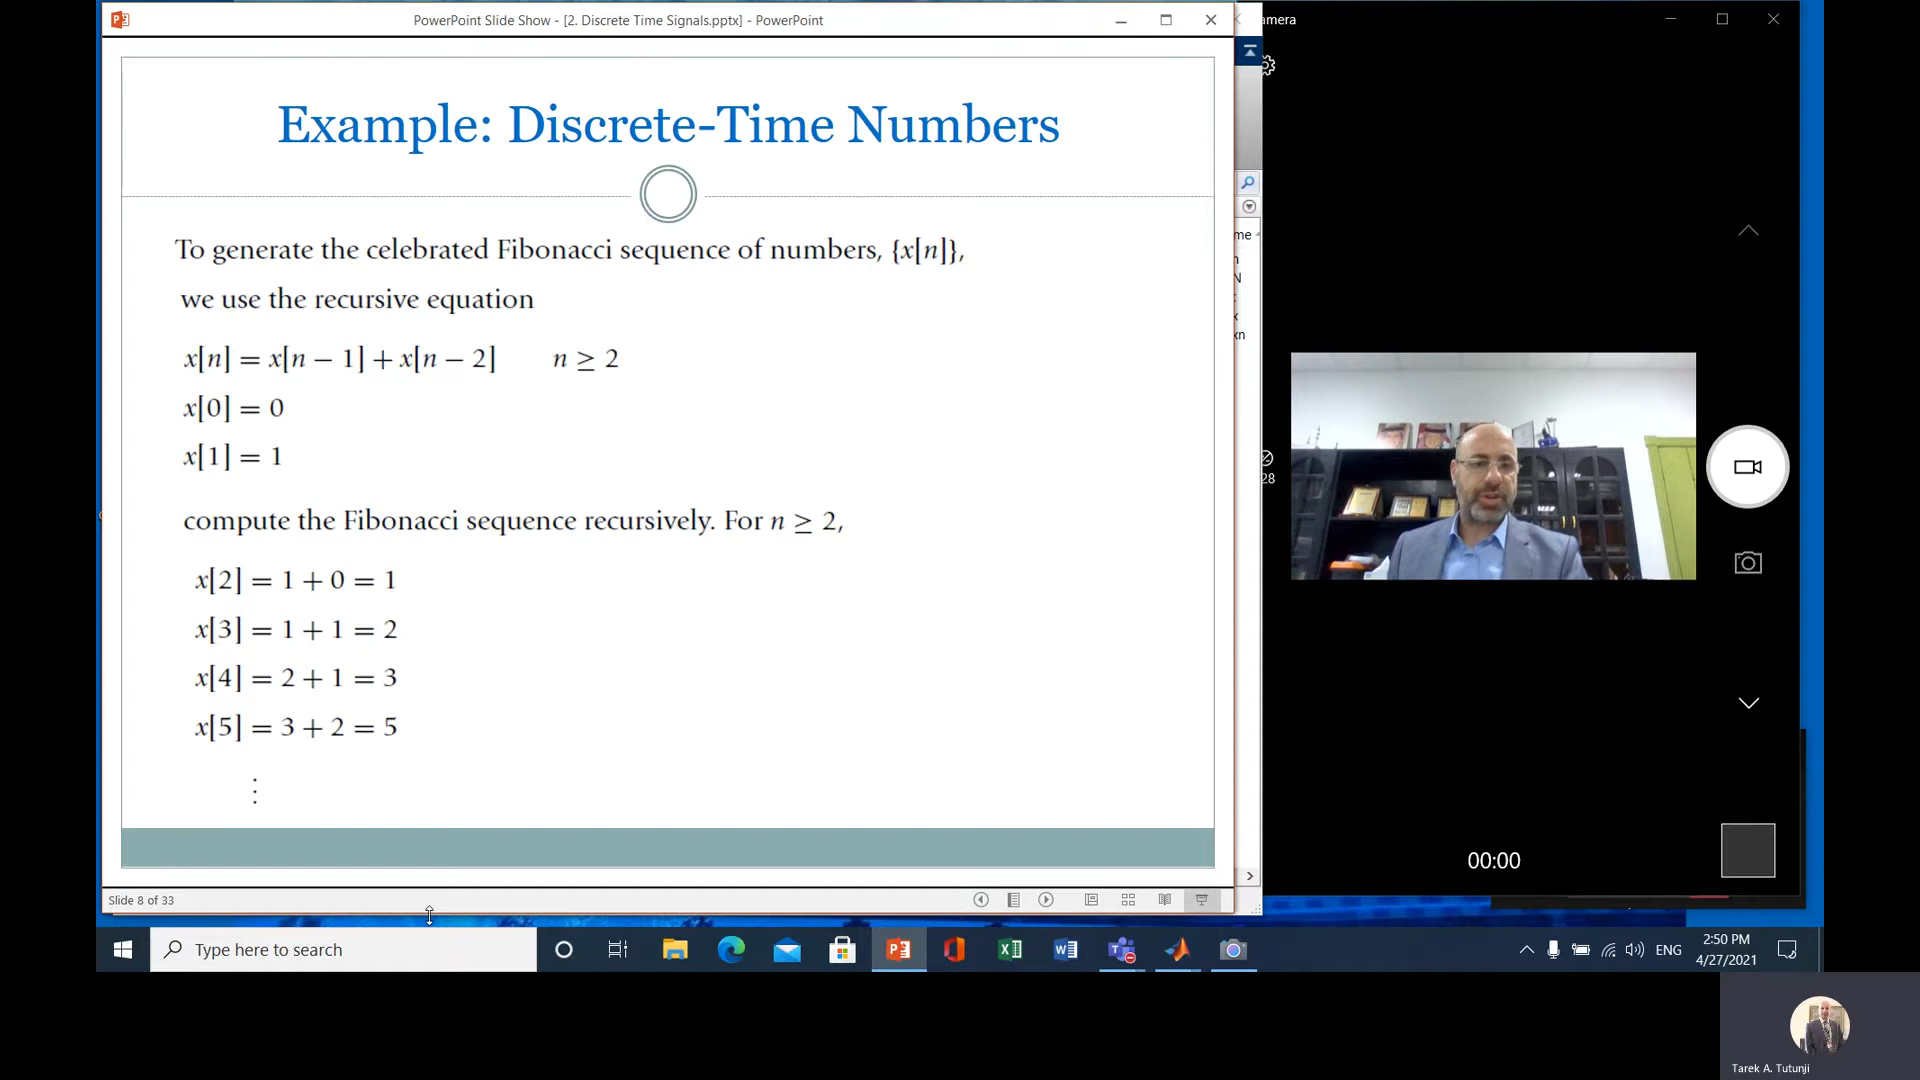 PowerPoint Slide Show - [2. Discrete Time Signals.pptx] - PowerPoint
amera
Example: Discrete-Time Numbers
To generate the celebrated Fibonacci sequence of numbers, {x[n]},
we use the recursive equation
x[n] = x[n − 1] + x[n − 2] n ≥ 2
x[0] = 0
x[1] = 1
compute the Fibonacci sequence recursively. For n ≥ 2,
x[2] = 1 + 0 = 1
x[3] = 1 + 1 = 2
x[4] = 2 + 1 = 3
x[5] = 3 + 2 = 5
⋮
me
n
N
x
xn
28
00:00
Slide 8 of 33
Type here to search
ENG
2:50 PM
4/27/2021
Tarek A. Tutunji